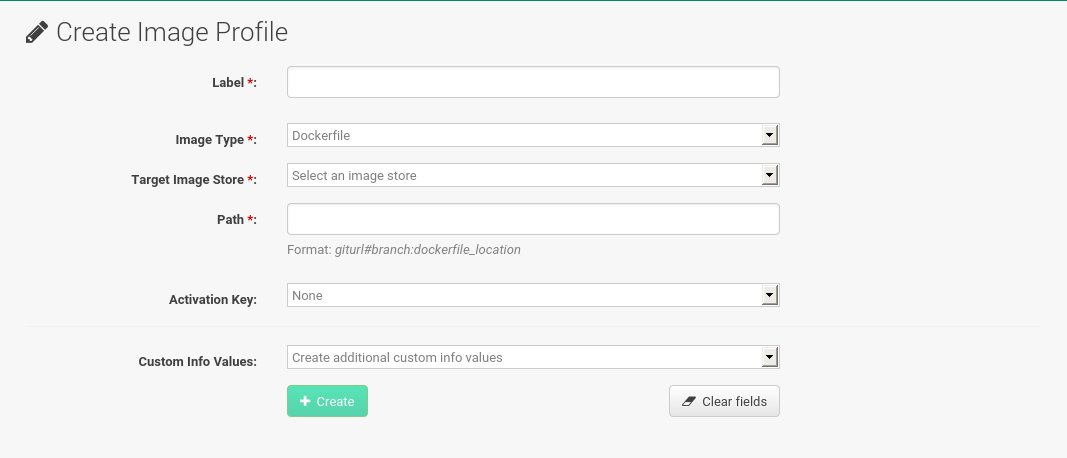 Create Image Profile
Label *:
Image Type *: Dockerfile
Target Image Store *: Select an image store
Path *:
Format: giturl#branch:dockerfile_location
Activation Key: None
Custom Info Values: Create additional custom info values
Create Clear fields